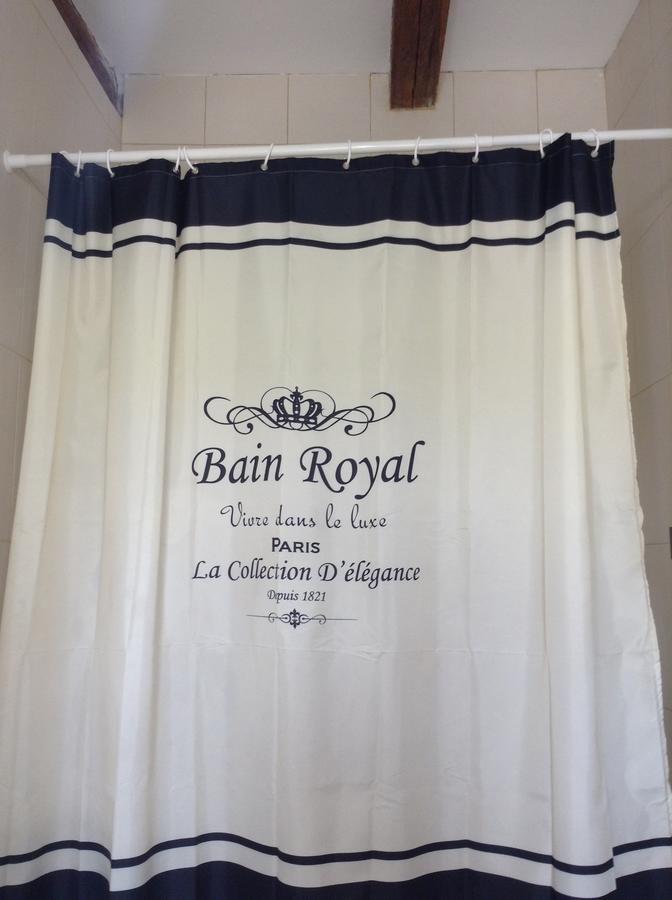 Bain Royal
Vivre dans le luxe
PARIS
La Collection D'élégance
Depuis 1821